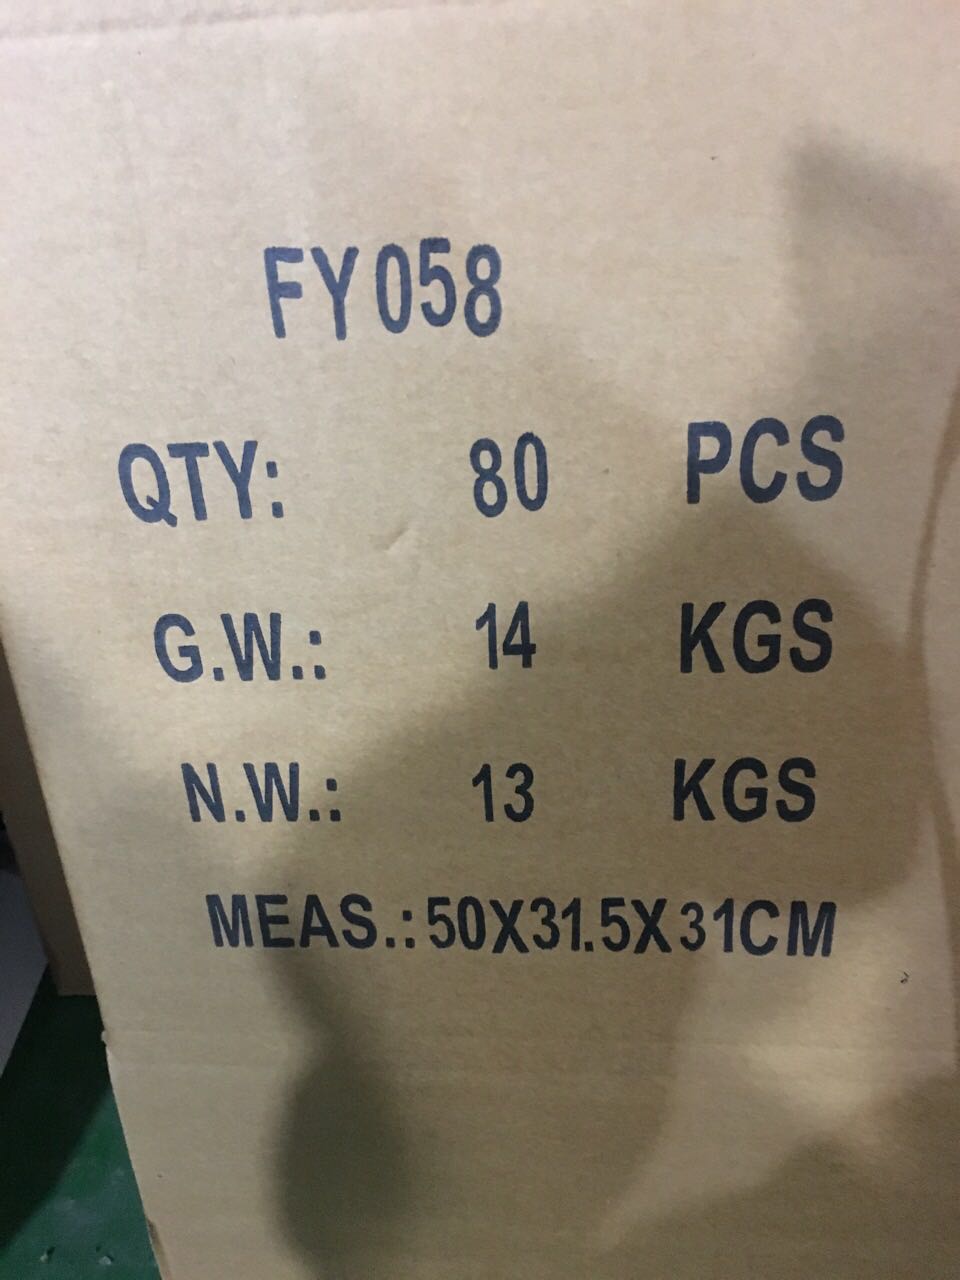 FY058
QTY: 80 PCS
G.W.: 14 KGS
N.W.: 13 KGS
MEAS.: 50X31.5X31CM